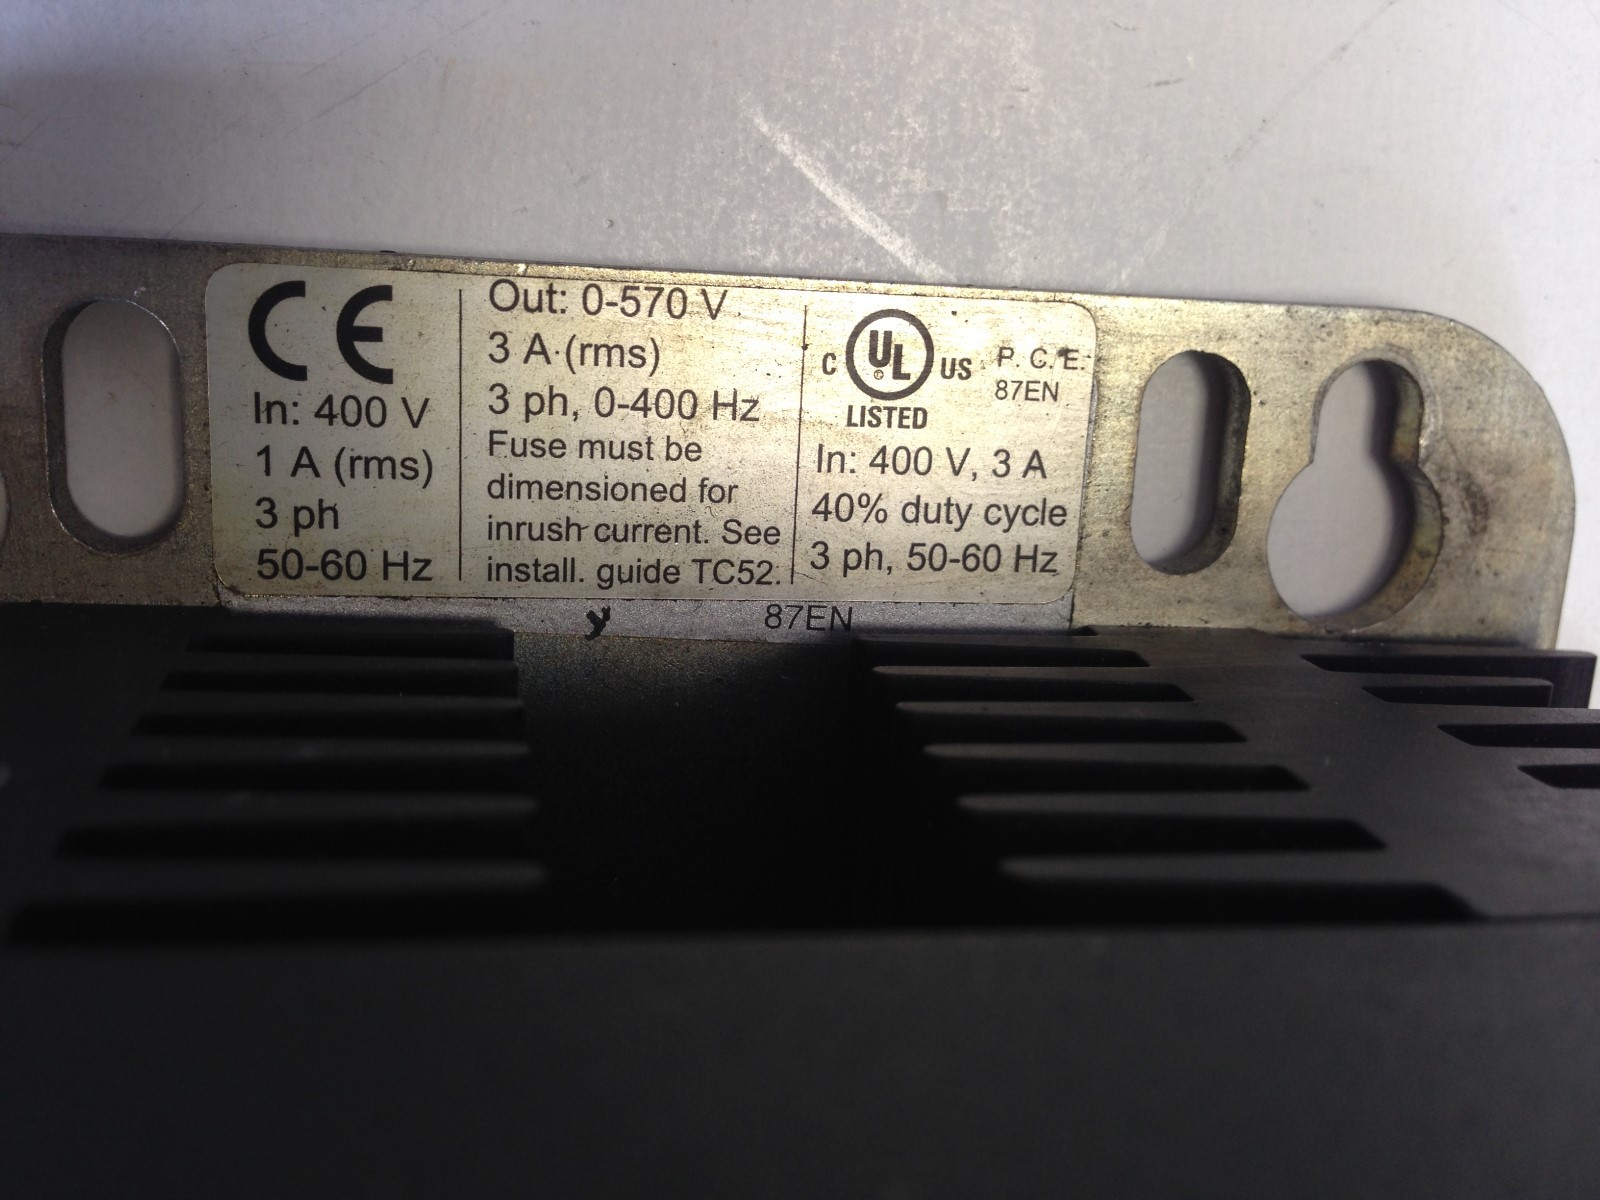 CE
In: 400 V
1 A (rms)
3 ph
50-60 Hz
Out: 0-570 V
3 A (rms)
3 ph, 0-400 Hz
Fuse must be
dimensioned for
inrush current. See
install. guide TC52.
C UL US
®
LISTED
P. C. E.
87EN
In: 400 V, 3 A
40% duty cycle
3 ph, 50-60 Hz
87EN